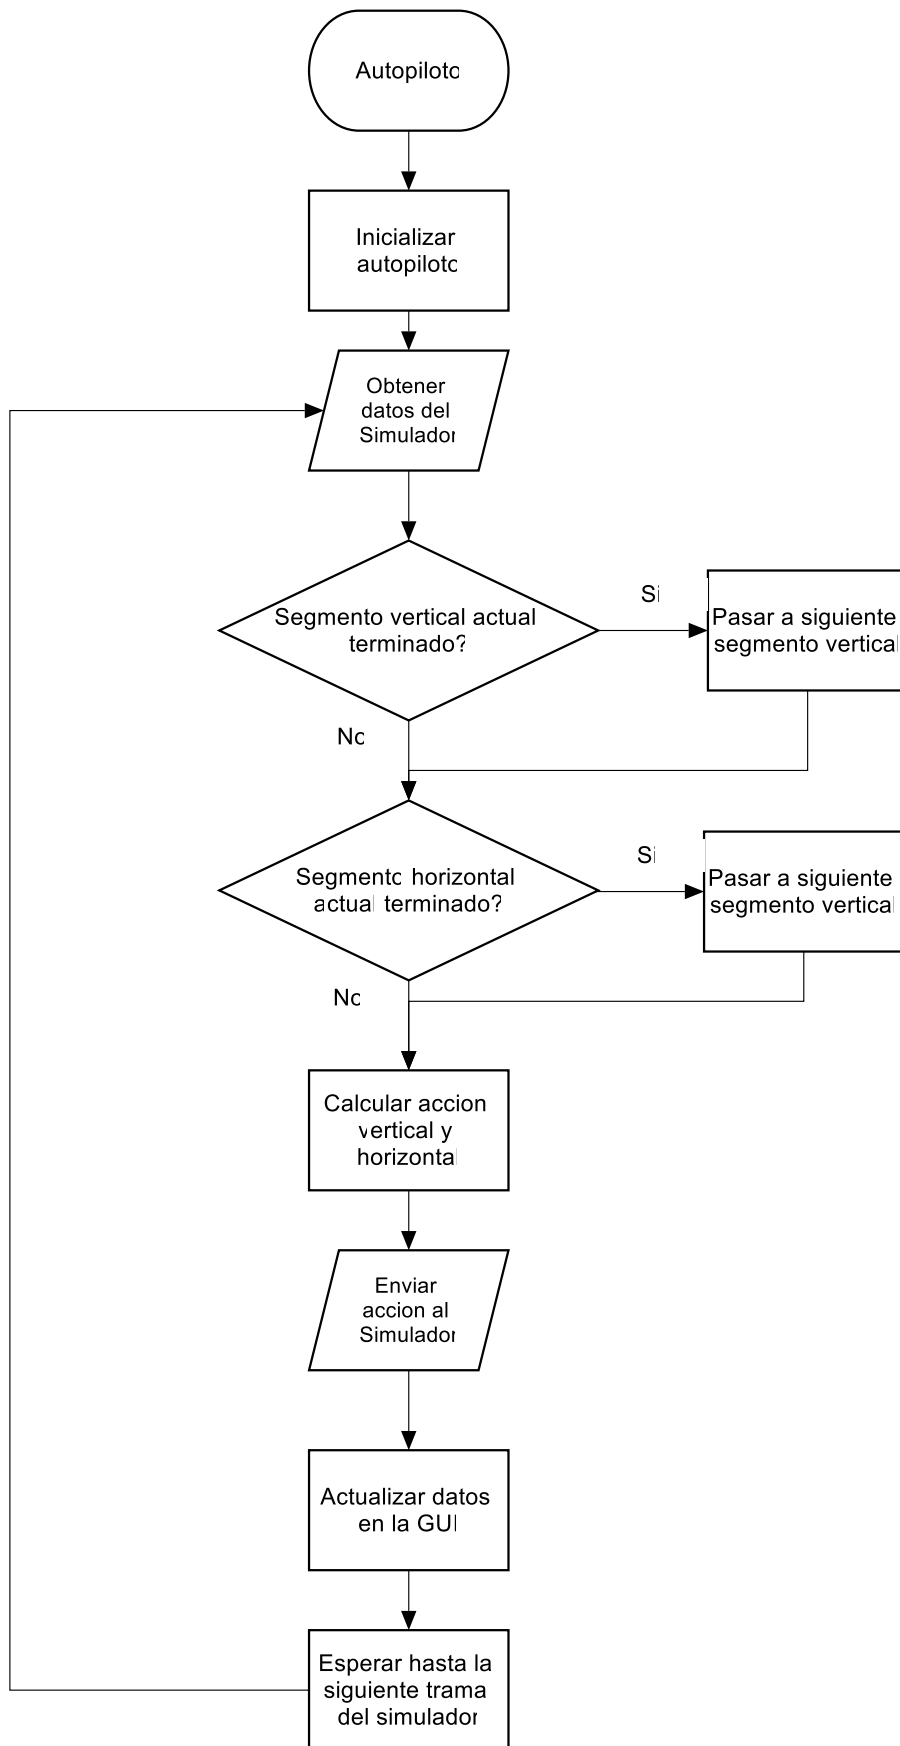 Autopiloto
Inicializar
autopiloto
Obtener
datos del
Simulador
Segmento vertical actual
terminado?
Si
Pasar a siguiente
segmento vertical
No
Segmento horizontal
actual terminado?
Si
Pasar a siguiente
segmento vertical
No
Calcular accion
vertical y
horizontal
Enviar
accion al
Simulador
Actualizar datos
en la GUI
Esperar hasta la
siguiente trama
del simulador